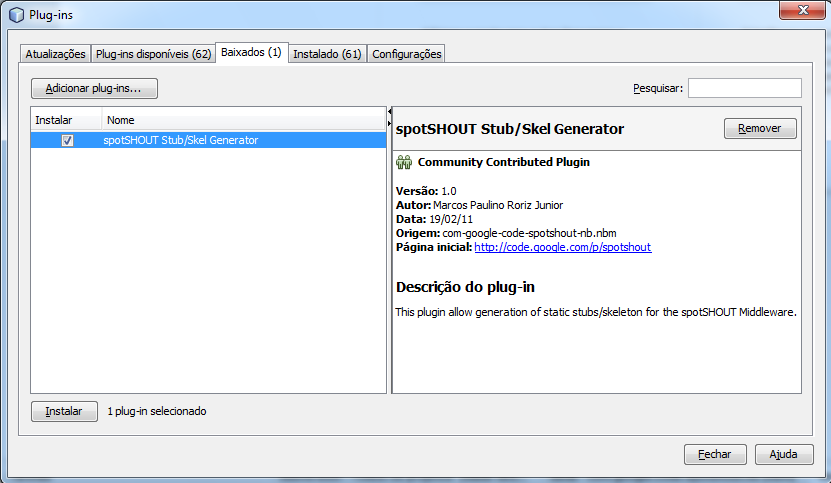 Plug-ins
Atualizações Plug-ins disponíveis (62) Baixados (1) Instalado (61) Configurações
Adicionar plug-ins... Pesquisar:
Instalar Nome
spotSHOUT Stub/Skel Generator
spotSHOUT Stub/Skel Generator Remover
Community Contributed Plugin
Versão: 1.0
Autor: Marcos Paulino Roriz Junior
Data: 19/02/11
Origem: com-google-code-spotshout-nb.nbm
Página inicial: http://code.google.com/p/spotshout
Descrição do plug-in
This plugin allow generation of static stubs/skeleton for the spotSHOUT Middleware.
Instalar 1 plug-in selecionado
Fechar Ajuda